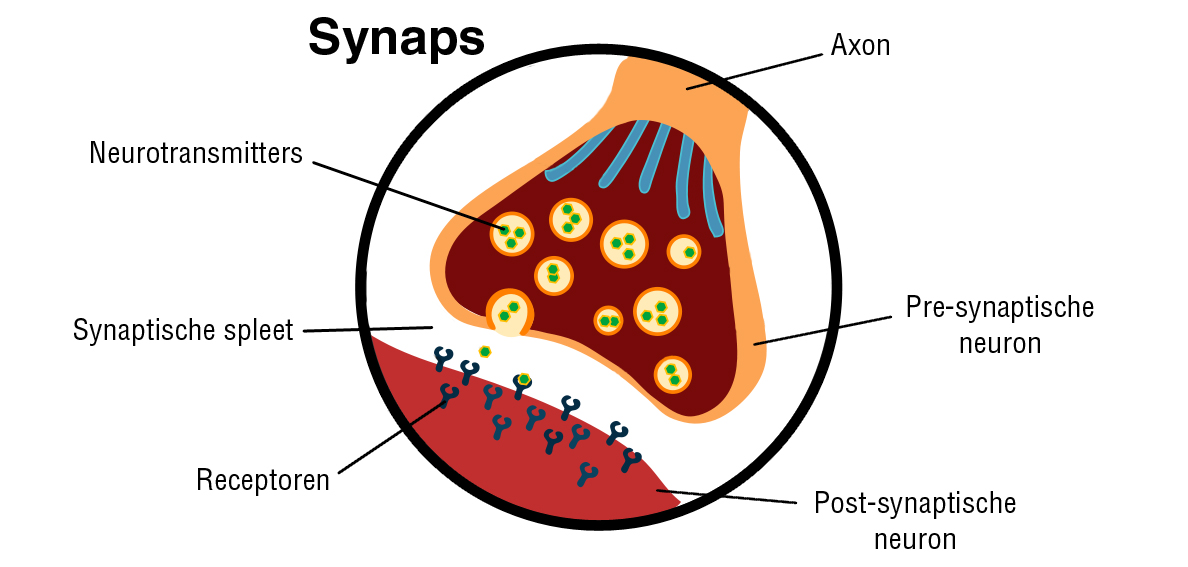 Synaps
Axon
Neurotransmitters
Pre-synaptische
neuron
Synaptische spleet
Receptoren
Post-synaptische
neuron